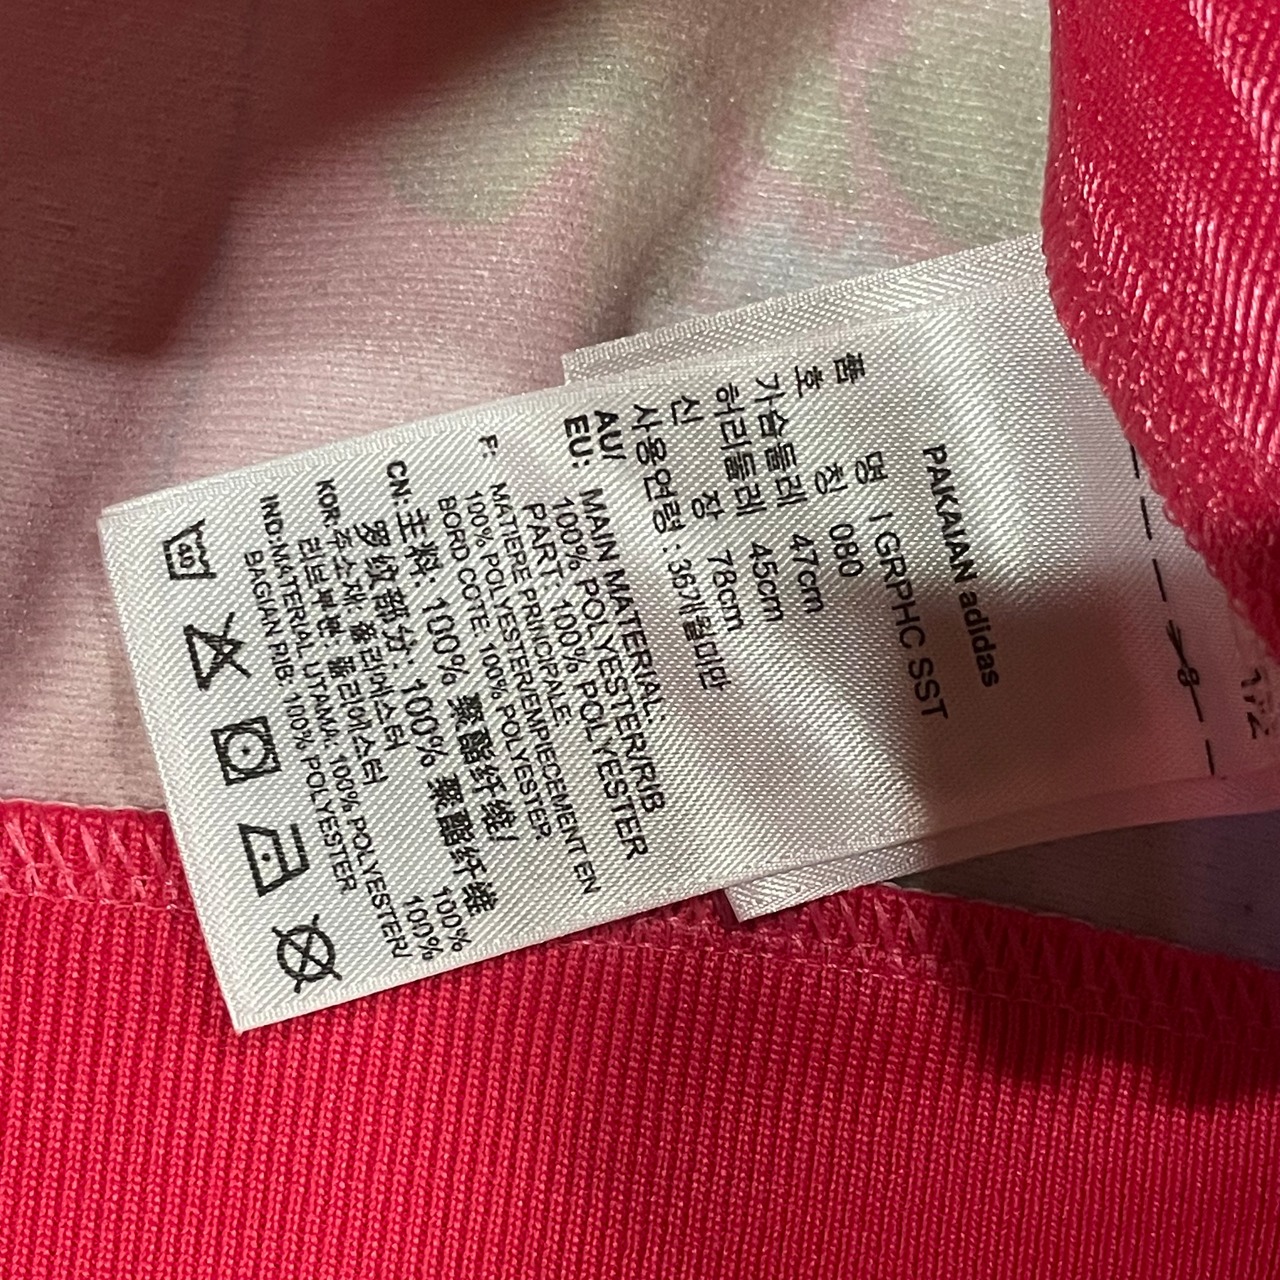 1/2
PAKAIAN adidas
품 명 I GRPHC SST
호 칭 080
가슴둘레 47cm
허리둘레 45cm
신 장 78cm
사용연령 : 36개월미만
AU/
EU: MAIN MATERIAL:
100% POLYESTER/RIB
PART: 100% POLYESTER
F: MATIERE PRINCIPALE:
100% POLYESTER/EMPIECEMENT EN
BORD COTE: 100% POLYESTER
CN: 主料: 100% 聚酯纤维/
罗纹部分: 100% 聚酯纤维
KOR: 주소재: 폴리에스터 100%
리브부분: 폴리에스터 100%
IND: MATERIAL UTAMA: 100% POLYESTER/
BAGIAN RIB: 100% POLYESTER
40